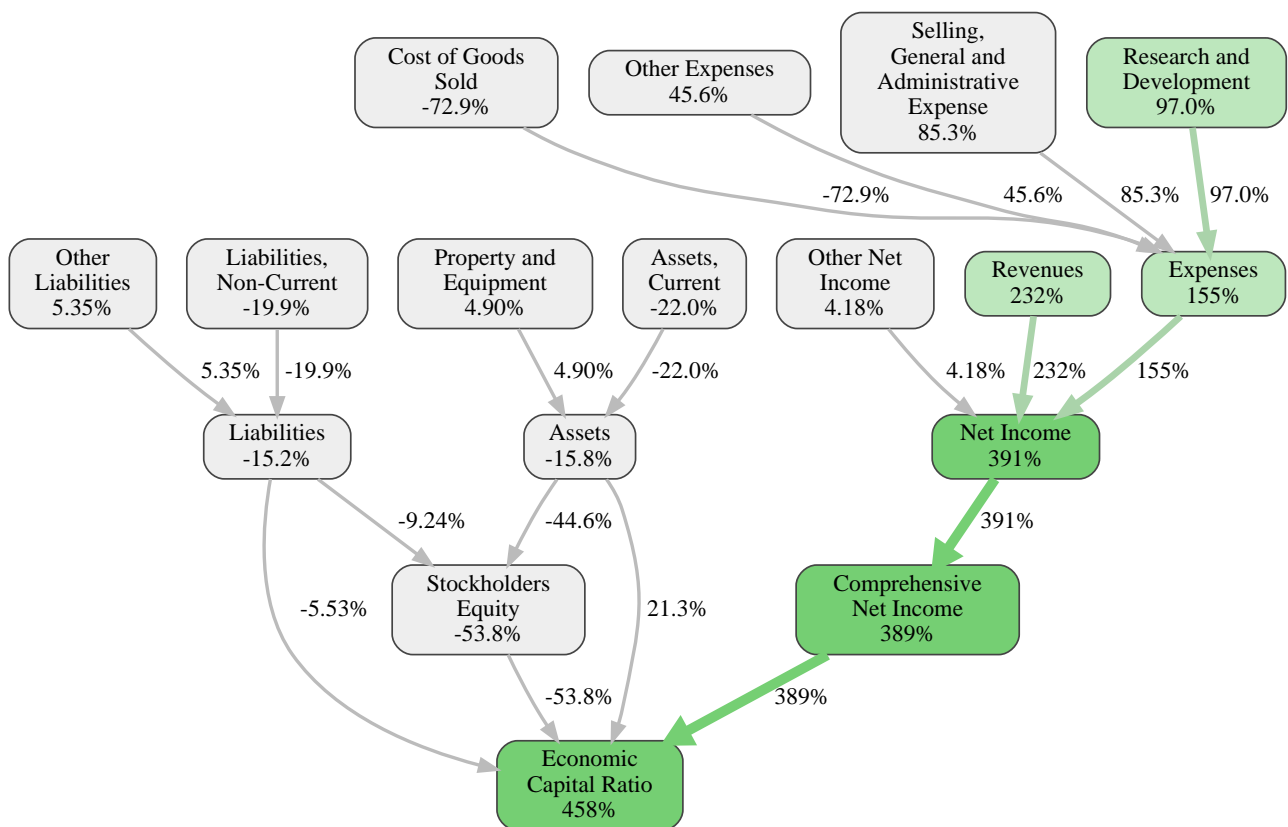 Cost of Goods
Sold
-72.9%
Other Expenses
45.6%
Selling,
General and
Administrative
Expense
85.3%
Research and
Development
97.0%
-72.9%
45.6%
85.3%
97.0%
Other
Liabilities
5.35%
Liabilities,
Non-Current
-19.9%
Property and
Equipment
4.90%
Assets,
Current
-22.0%
Other Net
Income
4.18%
Revenues
232%
Expenses
155%
5.35%
-19.9%
4.90%
-22.0%
4.18%
232%
155%
Liabilities
-15.2%
Assets
-15.8%
Net Income
391%
-9.24%
-44.6%
391%
Stockholders
Equity
-53.8%
Comprehensive
Net Income
389%
-5.53%
21.3%
-53.8%
389%
Economic
Capital Ratio
458%